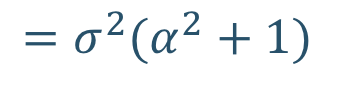 = σ²(α² + 1)